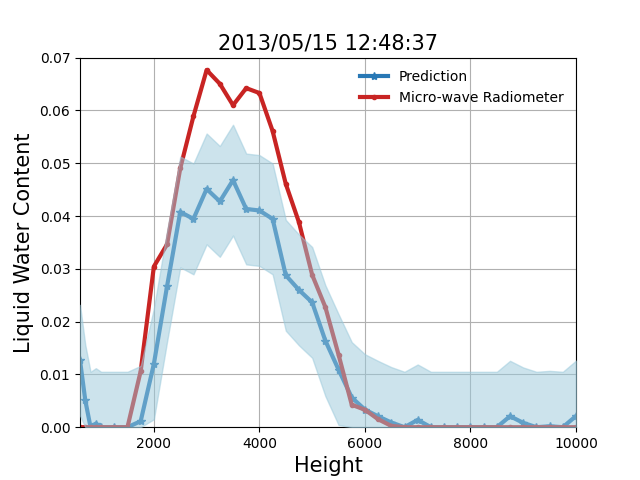 2013/05/15 12:48:37
Prediction
Micro-wave Radiometer
Liquid Water Content
0.07
0.06
0.05
0.04
0.03
0.02
0.01
0.00
2000 4000 6000 8000 10000
Height